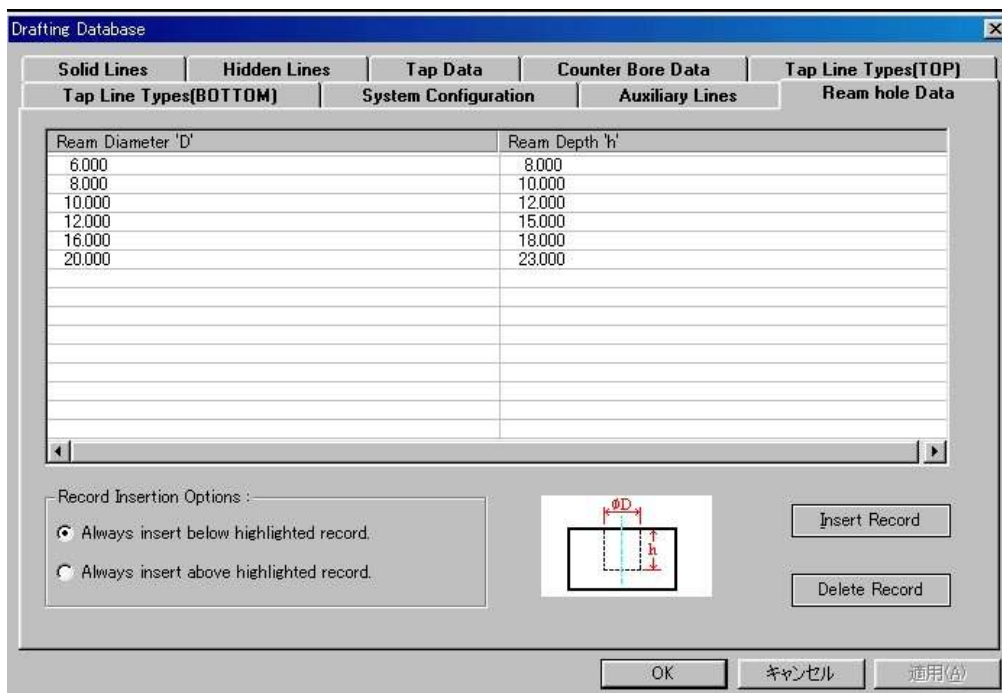 Drafting Database
Solid Lines Hidden Lines Tap Data Counter Bore Data Tap Line Types(TOP)
Tap Line Types(BOTTOM) System Configuration Auxiliary Lines Ream hole Data
Ream Diameter 'D' Ream Depth 'h'
6.000 8.000
8.000 10.000
10.000 12.000
12.000 15.000
16.000 18.000
20.000 23.000
Record Insertion Options :
Always insert below highlighted record.
Always insert above highlighted record.
ϕD
h
Insert Record
Delete Record
OK キャンセル 適用(A)